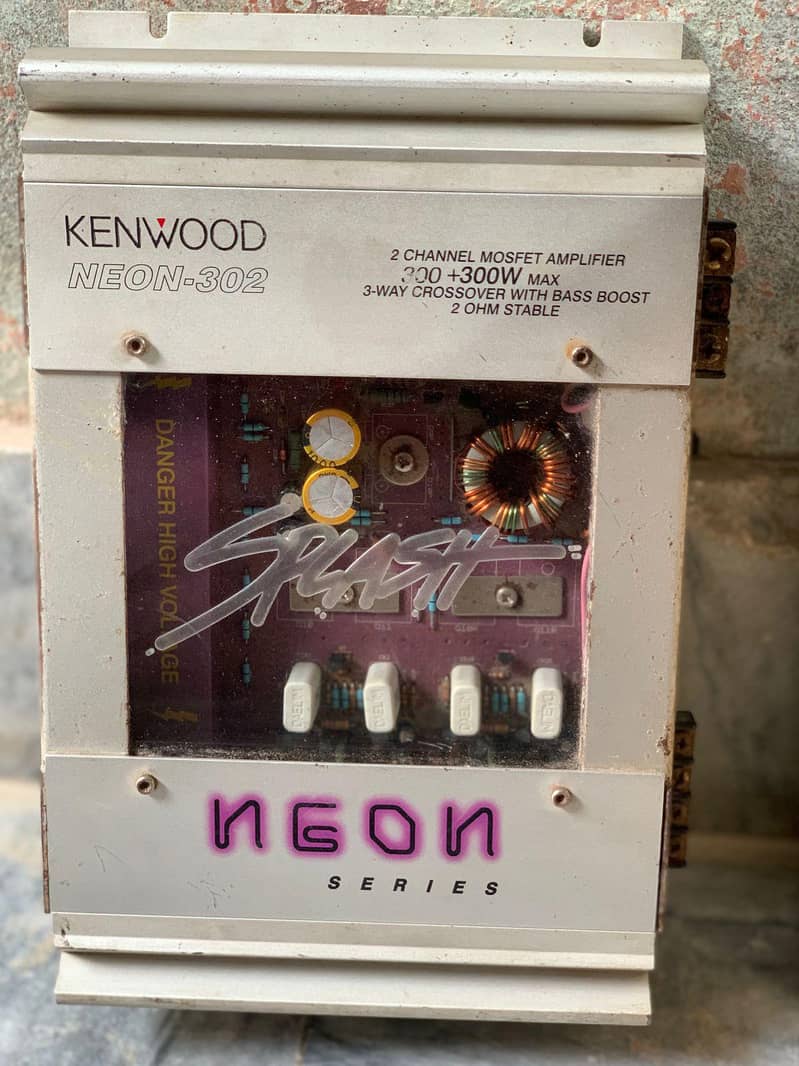 KENWOOD
NEON-302
2 CHANNEL MOSFET AMPLIFIER
300 +300W MAX
3-WAY CROSSOVER WITH BASS BOOST
2 OHM STABLE
DANGER HIGH VOLTAGE
SPLASH
NEON
SERIES